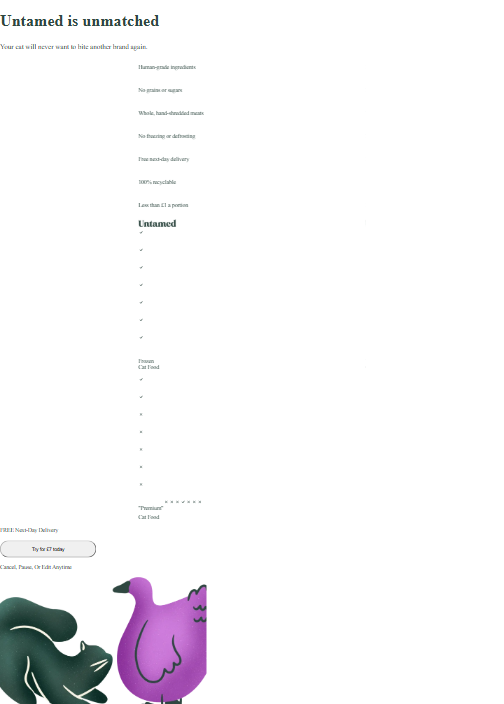 Untamed is unmatched
Your cat will never want to bite another brand again.
Human-grade ingredients
No grains or sugars
Whole, hand-shredded meats
No freezing or defrosting
Free next-day delivery
100% recyclable
Less than £1 a portion
Untamed
Frozen
Cat Food
"Premium"
Cat Food
FREE Next-Day Delivery
Try for £7 today
Cancel, Pause, Or Edit Anytime